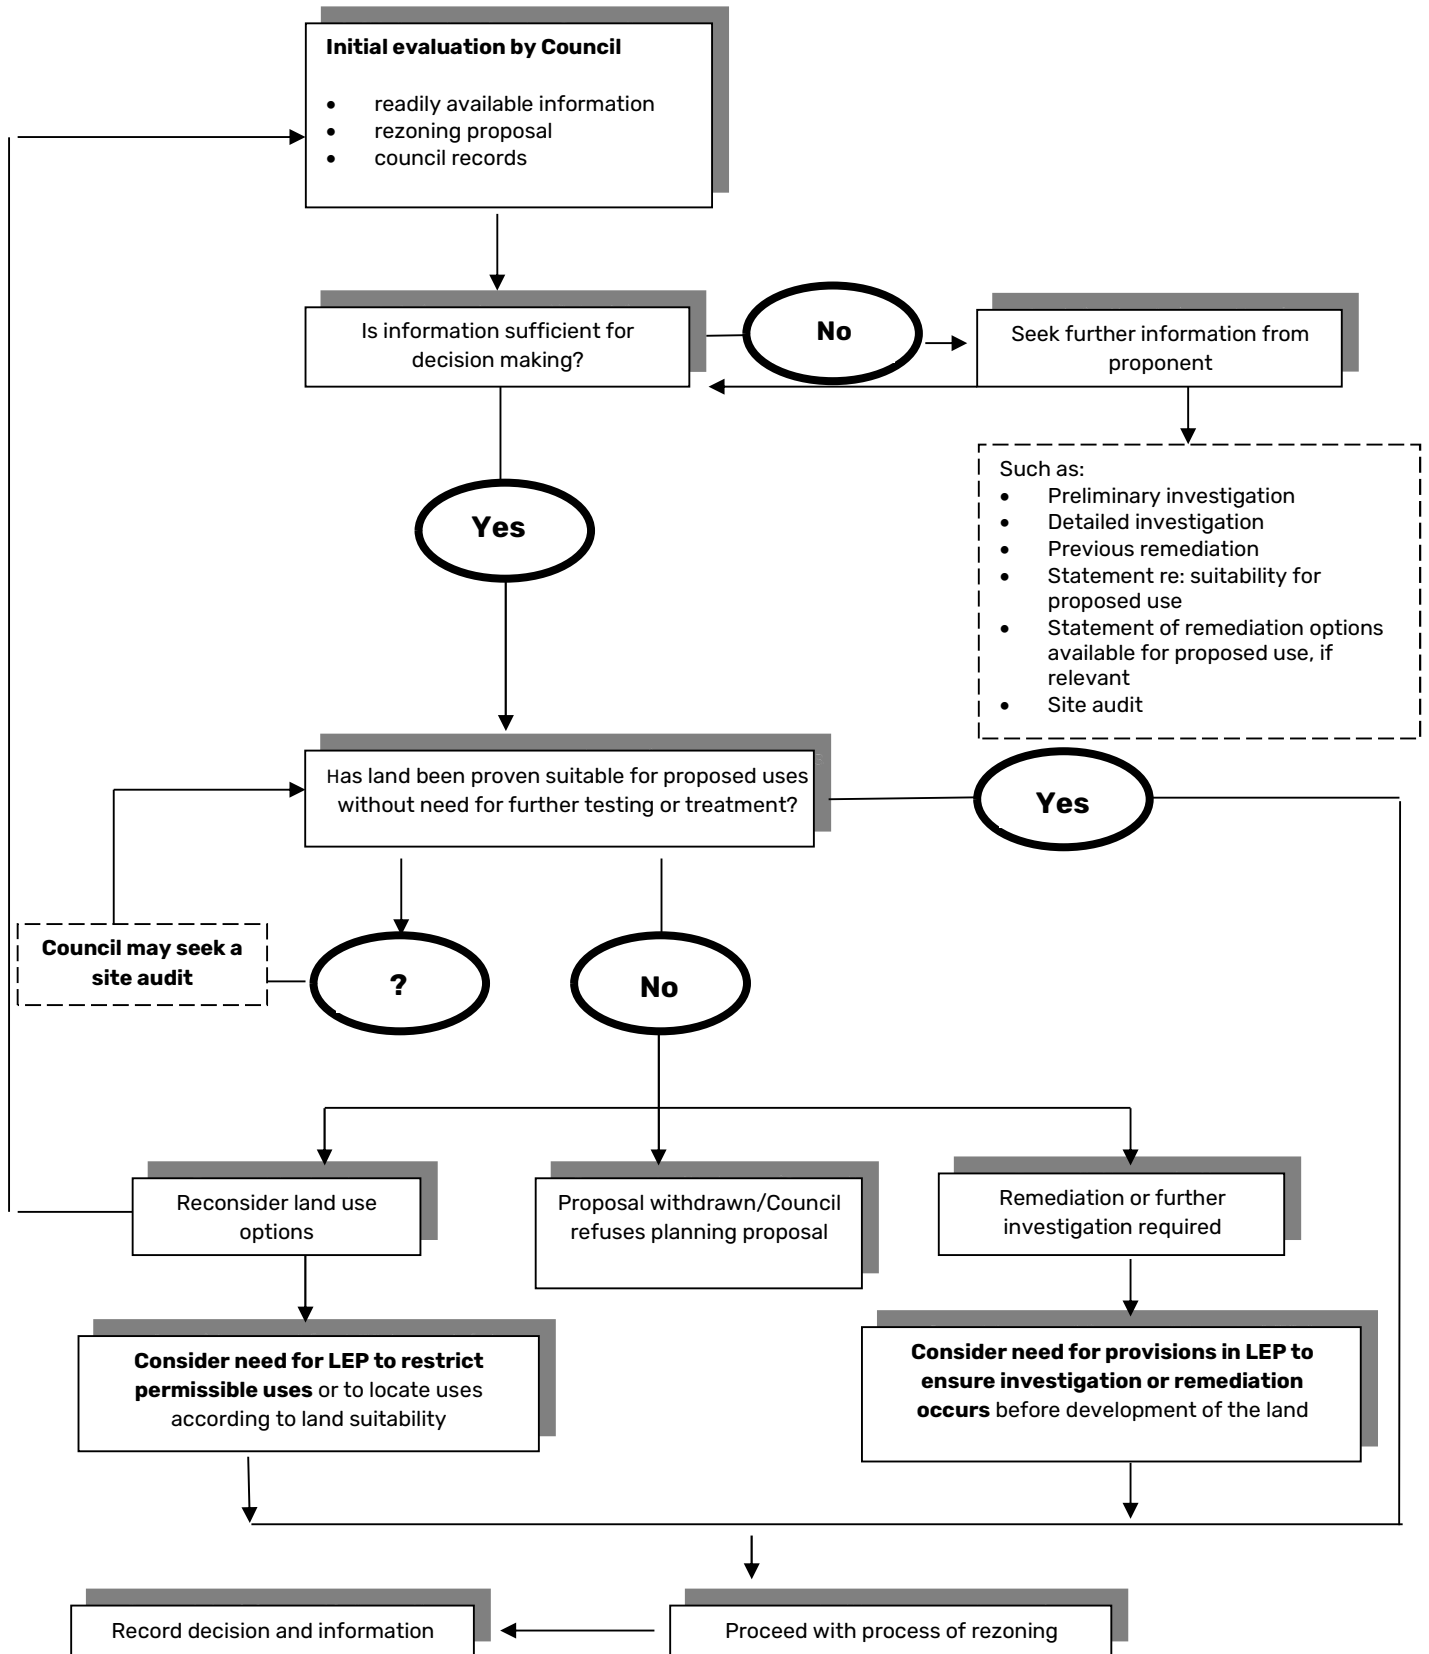 Initial evaluation by Council
• readily available information
• rezoning proposal
• council records
Is information sufficient for
decision making?
No
Seek further information from
proponent
Such as:
• Preliminary investigation
• Detailed investigation
• Previous remediation
• Statement re: suitability for
proposed use
• Statement of remediation options
available for proposed use, if
relevant
• Site audit
Yes
Has land been proven suitable for proposed uses
without need for further testing or treatment?
Yes
Council may seek a
site audit
?
No
Reconsider land use
options
Proposal withdrawn/Council
refuses planning proposal
Remediation or further
investigation required
Consider need for LEP to restrict
permissible uses or to locate uses
according to land suitability
Consider need for provisions in LEP to
ensure investigation or remediation
occurs before development of the land
Record decision and information
Proceed with process of rezoning